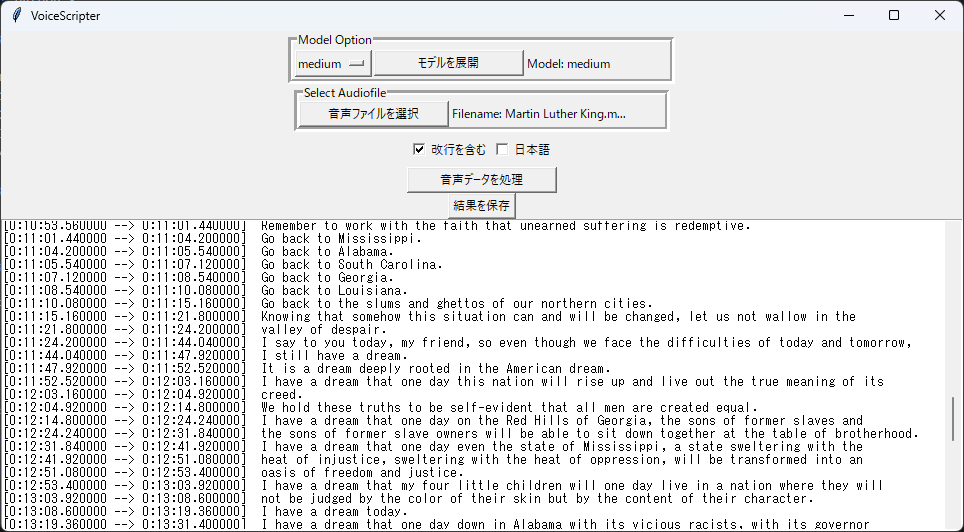 VoiceScripter
Model Option
medium モデルを展開 Model: medium
Select Audiofile
音声ファイルを選択 Filename: Martin Luther King.m...
改行を含む 日本語
音声データを処理
結果を保存
[0:10:53.560000 --> 0:11:01.440000] Remember to work with the faith that unearned suffering is redemptive.
[0:11:01.440000 --> 0:11:04.200000] Go back to Mississippi.
[0:11:04.200000 --> 0:11:05.540000] Go back to Alabama.
[0:11:05.540000 --> 0:11:07.120000] Go back to South Carolina.
[0:11:07.120000 --> 0:11:08.540000] Go back to Georgia.
[0:11:08.540000 --> 0:11:10.080000] Go back to Louisiana.
[0:11:10.080000 --> 0:11:15.160000] Go back to the slums and ghettos of our northern cities.
[0:11:15.160000 --> 0:11:21.800000] Knowing that somehow this situation can and will be changed, let us not wallow in the
[0:11:21.800000 --> 0:11:24.200000] valley of despair.
[0:11:24.200000 --> 0:11:44.040000] I say to you today, my friend, so even though we face the difficulties of today and tomorrow,
[0:11:44.040000 --> 0:11:47.920000] I still have a dream.
[0:11:47.920000 --> 0:11:52.520000] It is a dream deeply rooted in the American dream.
[0:11:52.520000 --> 0:12:03.160000] I have a dream that one day this nation will rise up and live out the true meaning of its
[0:12:03.160000 --> 0:12:04.920000] creed.
[0:12:04.920000 --> 0:12:14.800000] We hold these truths to be self-evident that all men are created equal.
[0:12:14.800000 --> 0:12:24.240000] I have a dream that one day on the Red Hills of Georgia, the sons of former slaves and
[0:12:24.240000 --> 0:12:31.840000] the sons of former slave owners will be able to sit down together at the table of brotherhood.
[0:12:31.840000 --> 0:12:41.920000] I have a dream that one day even the state of Mississippi, a state sweltering with the
[0:12:41.920000 --> 0:12:51.080000] heat of injustice, sweltering with the heat of oppression, will be transformed into an
[0:12:51.080000 --> 0:12:53.400000] oasis of freedom and justice.
[0:12:53.400000 --> 0:13:03.920000] I have a dream that my four little children will one day live in a nation where they will
[0:13:03.920000 --> 0:13:08.600000] not be judged by the color of their skin but by the content of their character.
[0:13:08.600000 --> 0:13:19.360000] I have a dream today.
[0:13:19.360000 --> 0:13:31.400000] I have a dream that one day down in Alabama with its vicious racists, with its governor